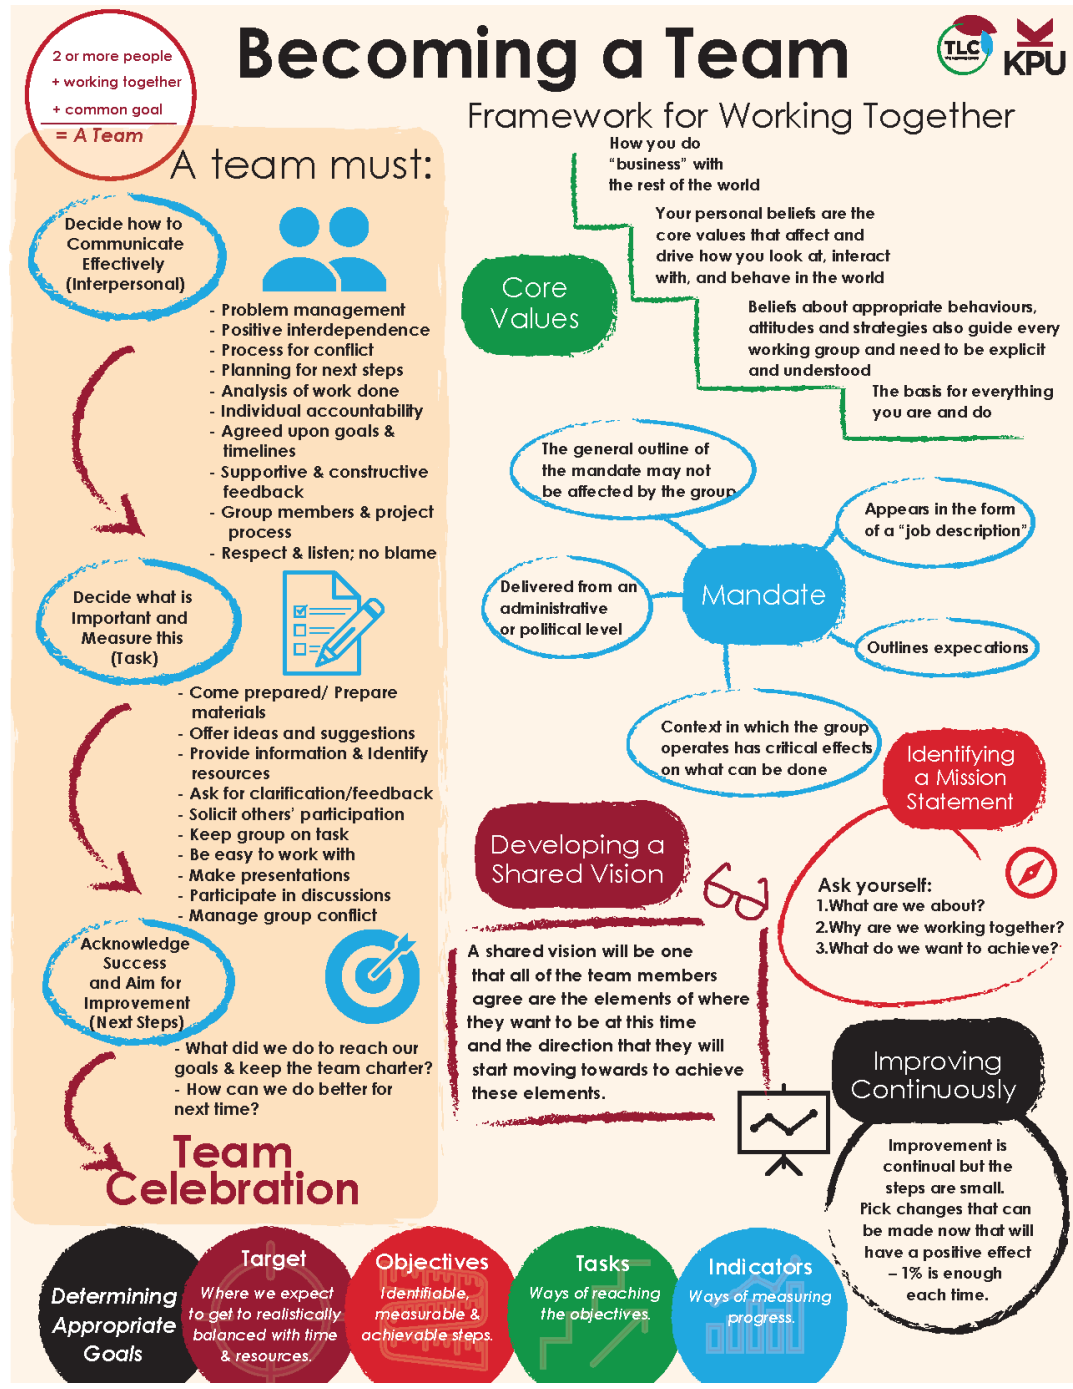 2 or more people
+ working together
+ common goal
= A Team
Becoming a Team
TLC
KPU
Framework for Working Together
A team must:
Decide how to
Communicate
Effectively
(Interpersonal)
- Problem management
- Positive interdependence
- Process for conflict
- Planning for next steps
- Analysis of work done
- Individual accountability
- Agreed upon goals &
timelines
- Supportive & constructive
feedback
- Group members & project
process
- Respect & listen; no blame
Decide what is
Important and
Measure this
(Task)
- Come prepared/ Prepare
materials
- Offer ideas and suggestions
- Provide information & Identify
resources
- Ask for clarification/feedback
- Solicit others' participation
- Keep group on task
- Be easy to work with
- Make presentations
- Participate in discussions
- Manage group conflict
Acknowledge
Success
and Aim for
Improvement
(Next Steps)
- What did we do to reach our
goals & keep the team charter?
- How can we do better for
next time?
Team
Celebration
Core
Values
How you do
"business" with
the rest of the world
Your personal beliefs are the
core values that affect and
drive how you look at, interact
with, and behave in the world
Beliefs about appropriate behaviours,
attitudes and strategies also guide every
working group and need to be explicit
and understood
The basis for everything
you are and do
Mandate
The general outline of
the mandate may not
be affected by the group
Appears in the form
of a "job description"
Delivered from an
administrative
or political level
Outlines expecations
Context in which the group
operates has critical effects
on what can be done
Identifying
a Mission
Statement
Ask yourself:
1.What are we about?
2.Why are we working together?
3.What do we want to achieve?
Developing a
Shared Vision
A shared vision will be one
that all of the team members
agree are the elements of where
they want to be at this time
and the direction that they will
start moving towards to achieve
these elements.
Improving
Continuously
Improvement is
continual but the
steps are small.
Pick changes that can
be made now that will
have a positive effect
– 1% is enough
each time.
Determining
Appropriate
Goals
Target
Where we expect
to get to realistically
balanced with time
& resources.
Objectives
Identifiable,
measurable &
achievable steps.
Tasks
Ways of reaching
the objectives.
Indicators
Ways of measuring
progress.